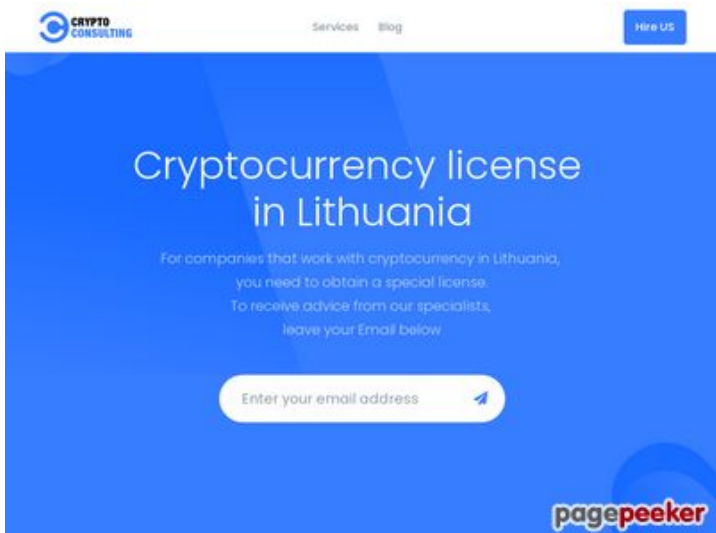 CRYPTO
CONSULTING
Services Blog
Hire US
Cryptocurrency license
in Lithuania
For companies that work with cryptocurrency in Lithuania,
you need to obtain a special license.
To receive advice from our specialists,
leave your Email below
Enter your email address
pagepeeker